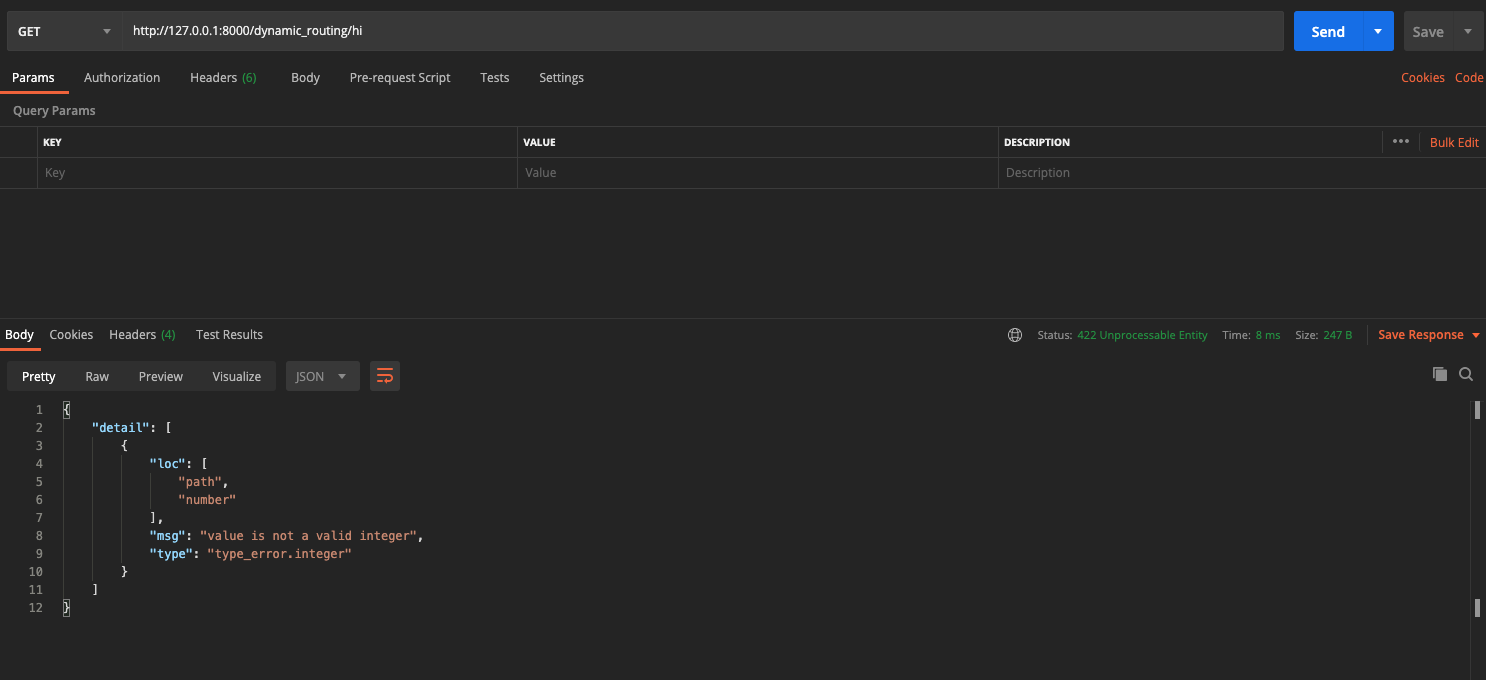 GET http://127.0.0.1:8000/dynamic_routing/hi Send Save
Params Authorization Headers (6) Body Pre-request Script Tests Settings Cookies Code
Query Params
KEY VALUE DESCRIPTION ••• Bulk Edit
Key Value Description
Body Cookies Headers (4) Test Results Status: 422 Unprocessable Entity Time: 8 ms Size: 247 B Save Response
Pretty Raw Preview Visualize JSON
1 {
2 "detail": [
3 {
4 "loc": [
5 "path",
6 "number"
7 ],
8 "msg": "value is not a valid integer",
9 "type": "type_error.integer"
10 }
11 ]
12 }